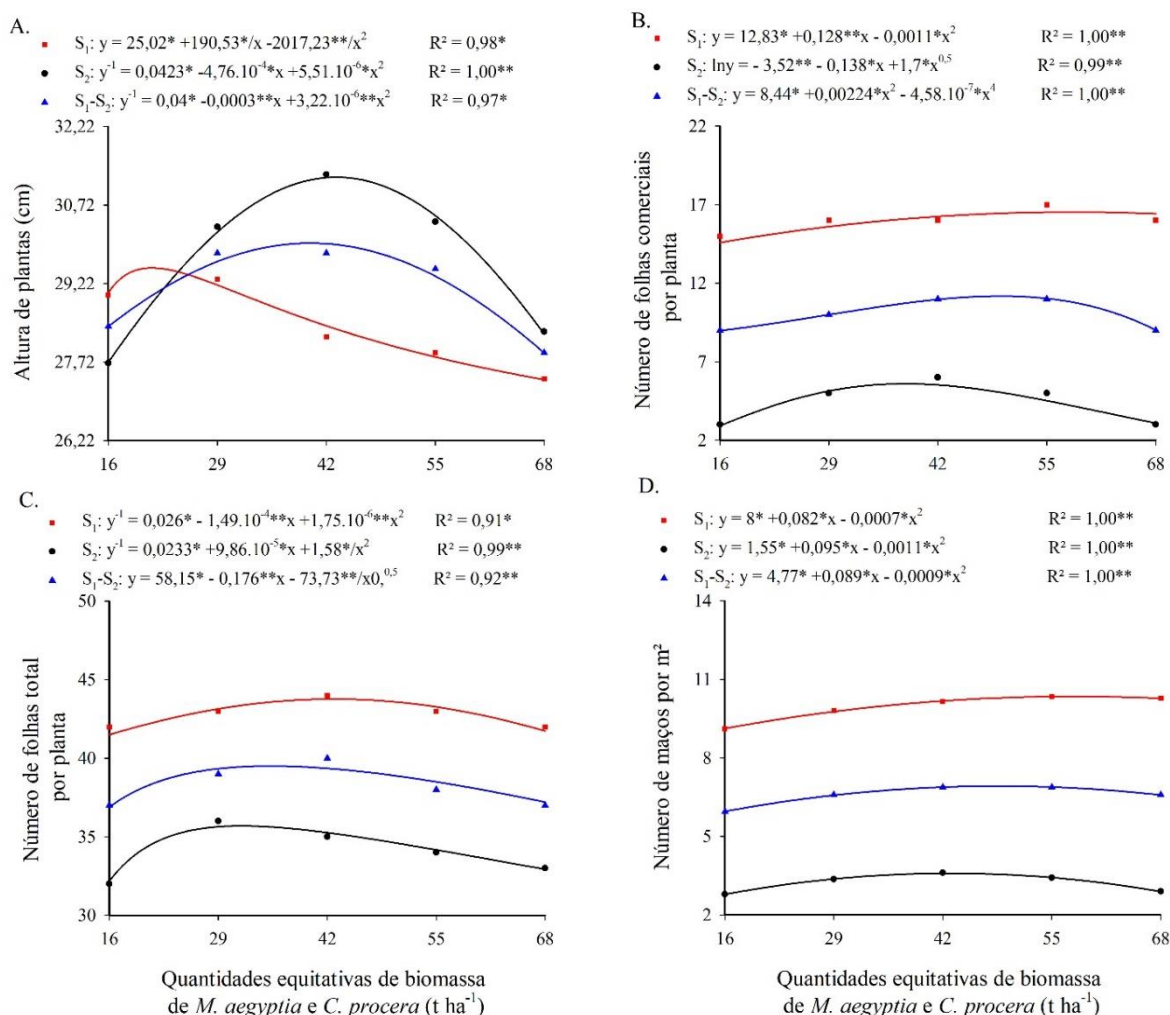 A.
S₁: y = 25,02* +190,53*/x -2017,23**/x² R² = 0,98*
S₂: y⁻¹ = 0,0423* -4,76.10⁻⁴*x +5,51.10⁻⁶*x² R² = 1,00**
S₁-S₂: y⁻¹ = 0,04* -0,0003**x +3,22.10⁻⁶**x² R² = 0,97*
Altura de plantas (cm)
32,22
30,72
29,22
27,72
26,22
16 29 42 55 68
B.
S₁: y = 12,83* +0,128**x - 0,0011*x² R² = 1,00**
S₂: lny = - 3,52** - 0,138*x +1,7*x⁰,⁵ R² = 0,99**
S₁-S₂: y = 8,44* +0,00224*x² - 4,58.10⁻⁷*x⁴ R² = 1,00**
Número de folhas comerciais
por planta
22
17
12
7
2
16 29 42 55 68
C.
S₁: y⁻¹ = 0,026* - 1,49.10⁻⁴**x +1,75.10⁻⁶**x² R² = 0,91*
S₂: y⁻¹ = 0,0233* +9,86.10⁻⁵*x +1,58*/x² R² = 0,99**
S₁-S₂: y = 58,15* - 0,176**x - 73,73**/x0,⁰,⁵ R² = 0,92**
Número de folhas total
por planta
50
45
40
35
30
16 29 42 55 68
Quantidades equitativas de biomassa
de M. aegyptia e C. procera (t ha⁻¹)
D.
S₁: y = 8* +0,082*x - 0,0007*x² R² = 1,00**
S₂: y = 1,55* +0,095*x - 0,0011*x² R² = 1,00**
S₁-S₂: y = 4,77* +0,089*x - 0,0009*x² R² = 1,00**
Número de maços por m²
14
11
8
5
2
16 29 42 55 68
Quantidades equitativas de biomassa
de M. aegyptia e C. procera (t ha⁻¹)